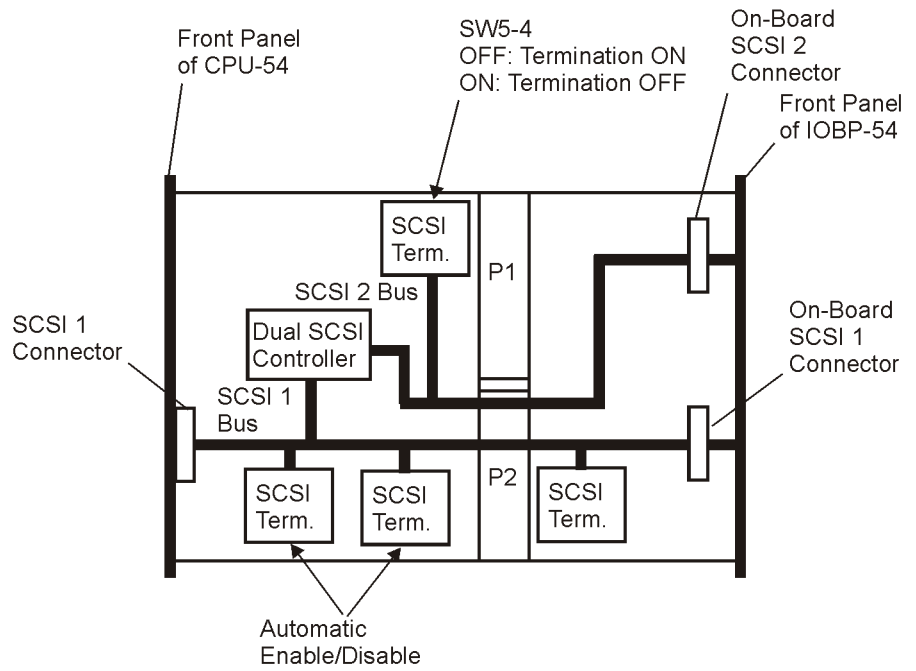 Front Panel
of CPU-54
SW5-4
OFF: Termination ON
ON: Termination OFF
On-Board
SCSI 2
Connector
Front Panel
of IOBP-54
SCSI
Term.
P1
SCSI 2 Bus
SCSI 1
Connector
Dual SCSI
Controller
On-Board
SCSI 1
Connector
SCSI 1
Bus
SCSI
Term.
SCSI
Term.
P2
SCSI
Term.
Automatic
Enable/Disable